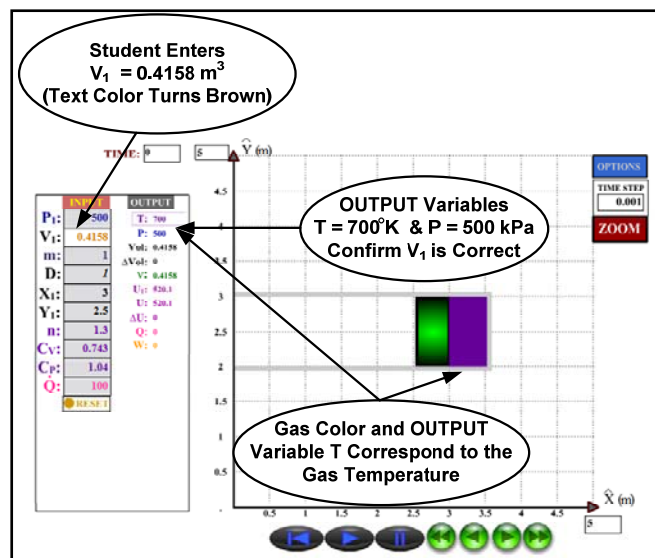 Student Enters
V₁ = 0.4158 m³
(Text Color Turns Brown)
TIME: 0
5
Ŷ (m)
OPTIONS
TIME STEP
0.001
ZOOM
INPUT
P₁: 500
V₁: 0.4158
m: 1
D: 1
X₁: 3
Y₁: 2.5
n: 1.3
Cᵥ: 0.743
Cₚ: 1.04
Q̇: 100
RESET
OUTPUT
T: 700
P: 500
Vol: 0.4158
ΔVol: 0
V: 0.4158
U₁: 520.1
U: 520.1
ΔU: 0
Q: 0
W: 0
OUTPUT Variables
T = 700°K & P = 500 kPa
Confirm V₁ is Correct
Gas Color and OUTPUT
Variable T Correspond to the
Gas Temperature
4.5
4
3.5
3
2.5
2
1.5
1
0.5
.
0.5 1 1.5 2 2.5 3 3.5 4 4.5
X̂ (m)
5